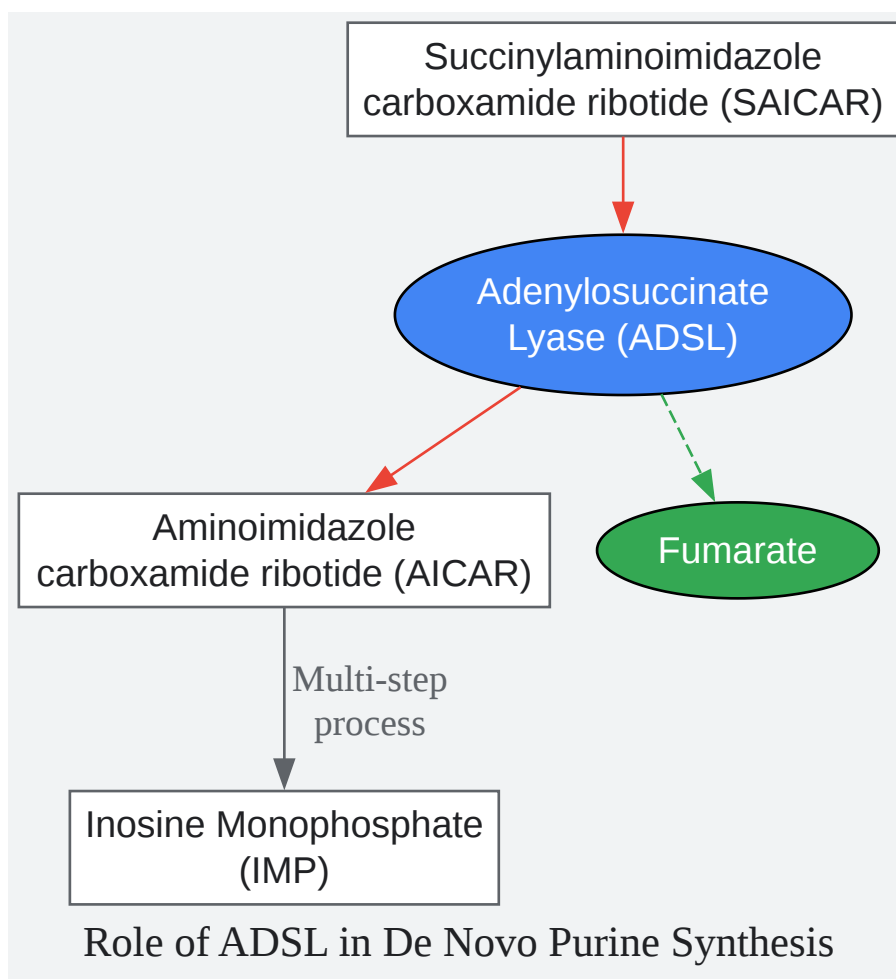 Succinylaminoimidazole
carboxamide ribotide (SAICAR)
Adenylosuccinate
Lyase (ADSL)
Aminoimidazole
carboxamide ribotide (AICAR)
Fumarate
Multi-step
process
Inosine Monophosphate
(IMP)
Role of ADSL in De Novo Purine Synthesis